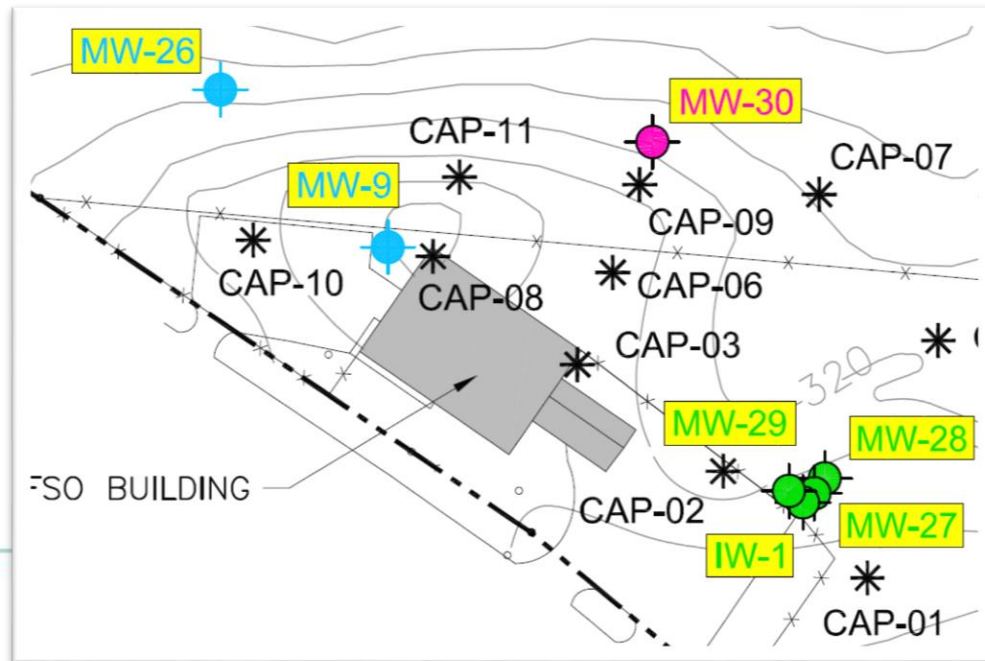 MW-26
MW-30
CAP-11
CAP-07
MW-9
CAP-09
CAP-10
CAP-08
CAP-06
CAP-03
320
MW-29
MW-28
FSO BUILDING
CAP-02
MW-27
IW-1
CAP-01